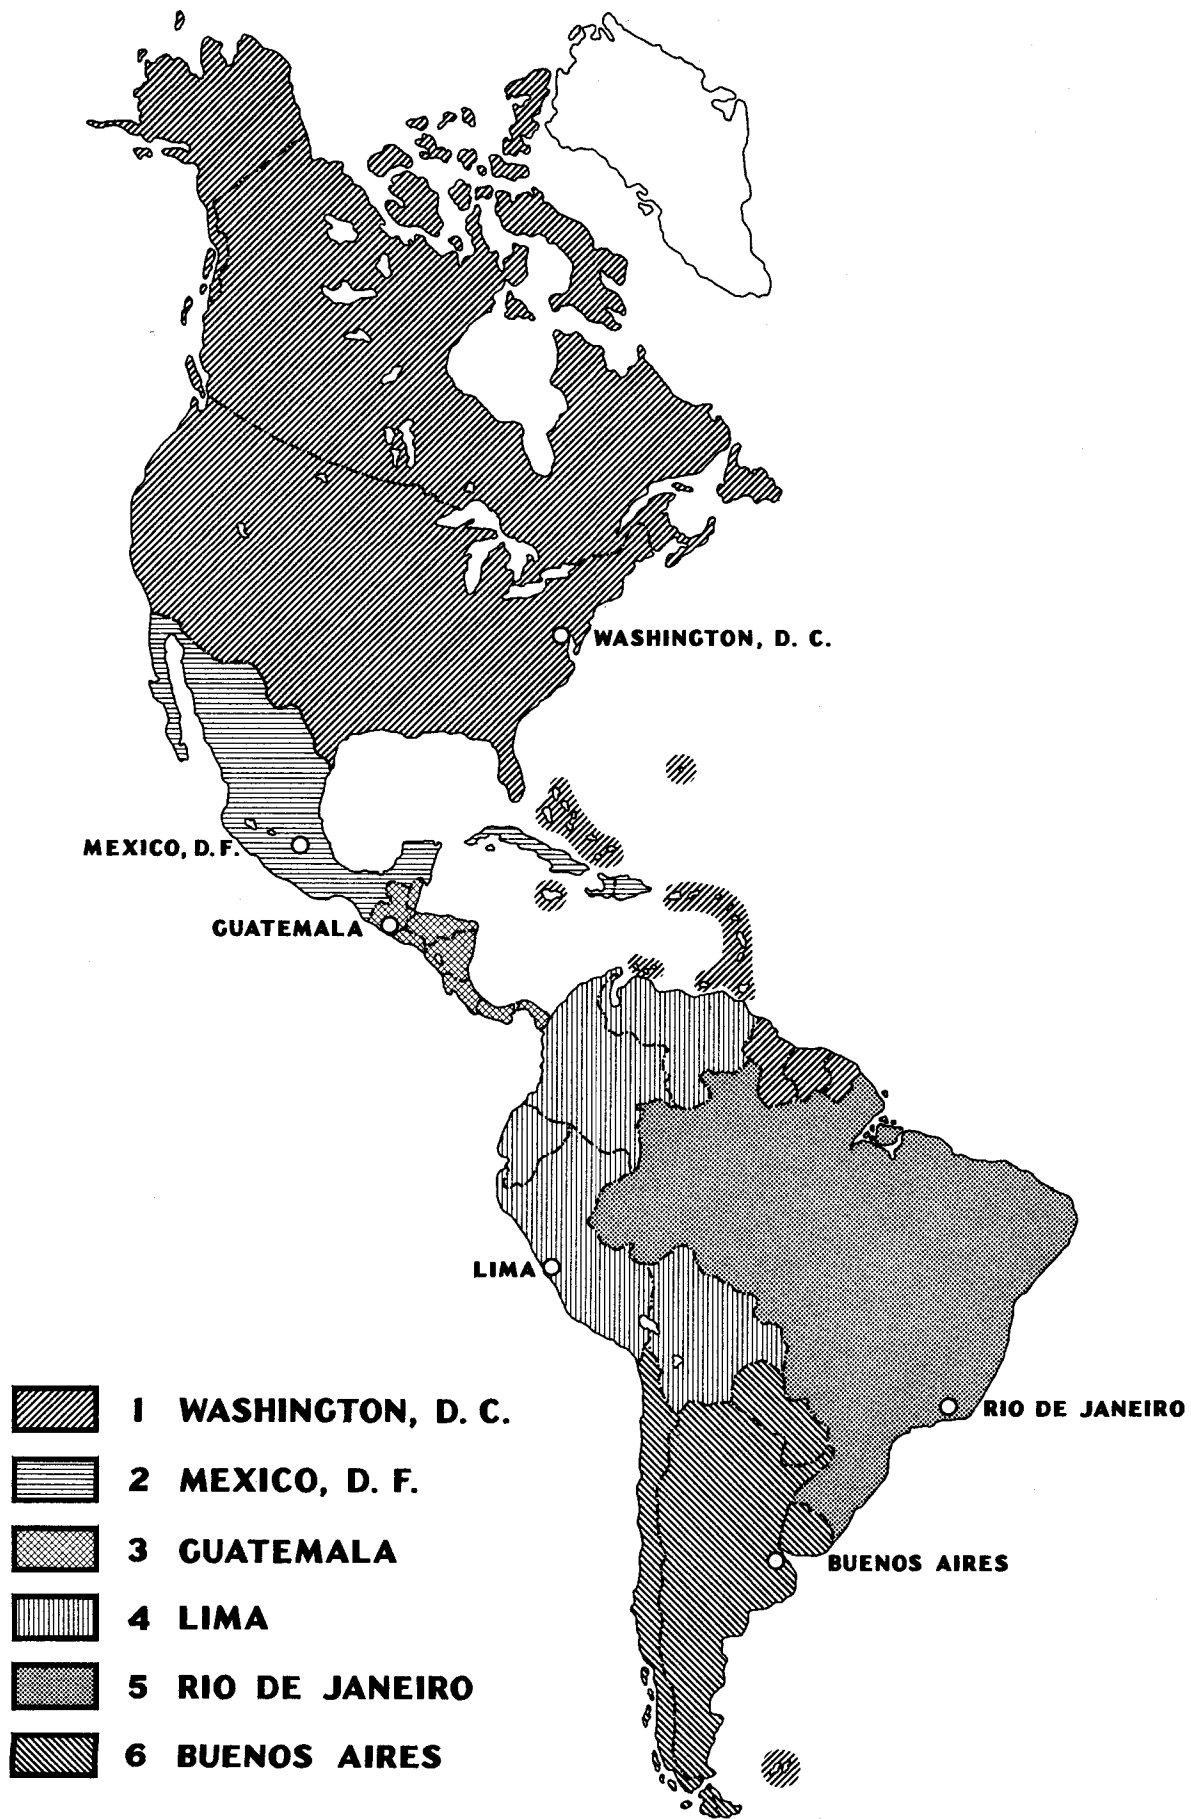 WASHINGTON, D. C.
MEXICO, D. F.
GUATEMALA
LIMA
RIO DE JANEIRO
BUENOS AIRES
1 WASHINGTON, D. C.
2 MEXICO, D. F.
3 GUATEMALA
4 LIMA
5 RIO DE JANEIRO
6 BUENOS AIRES